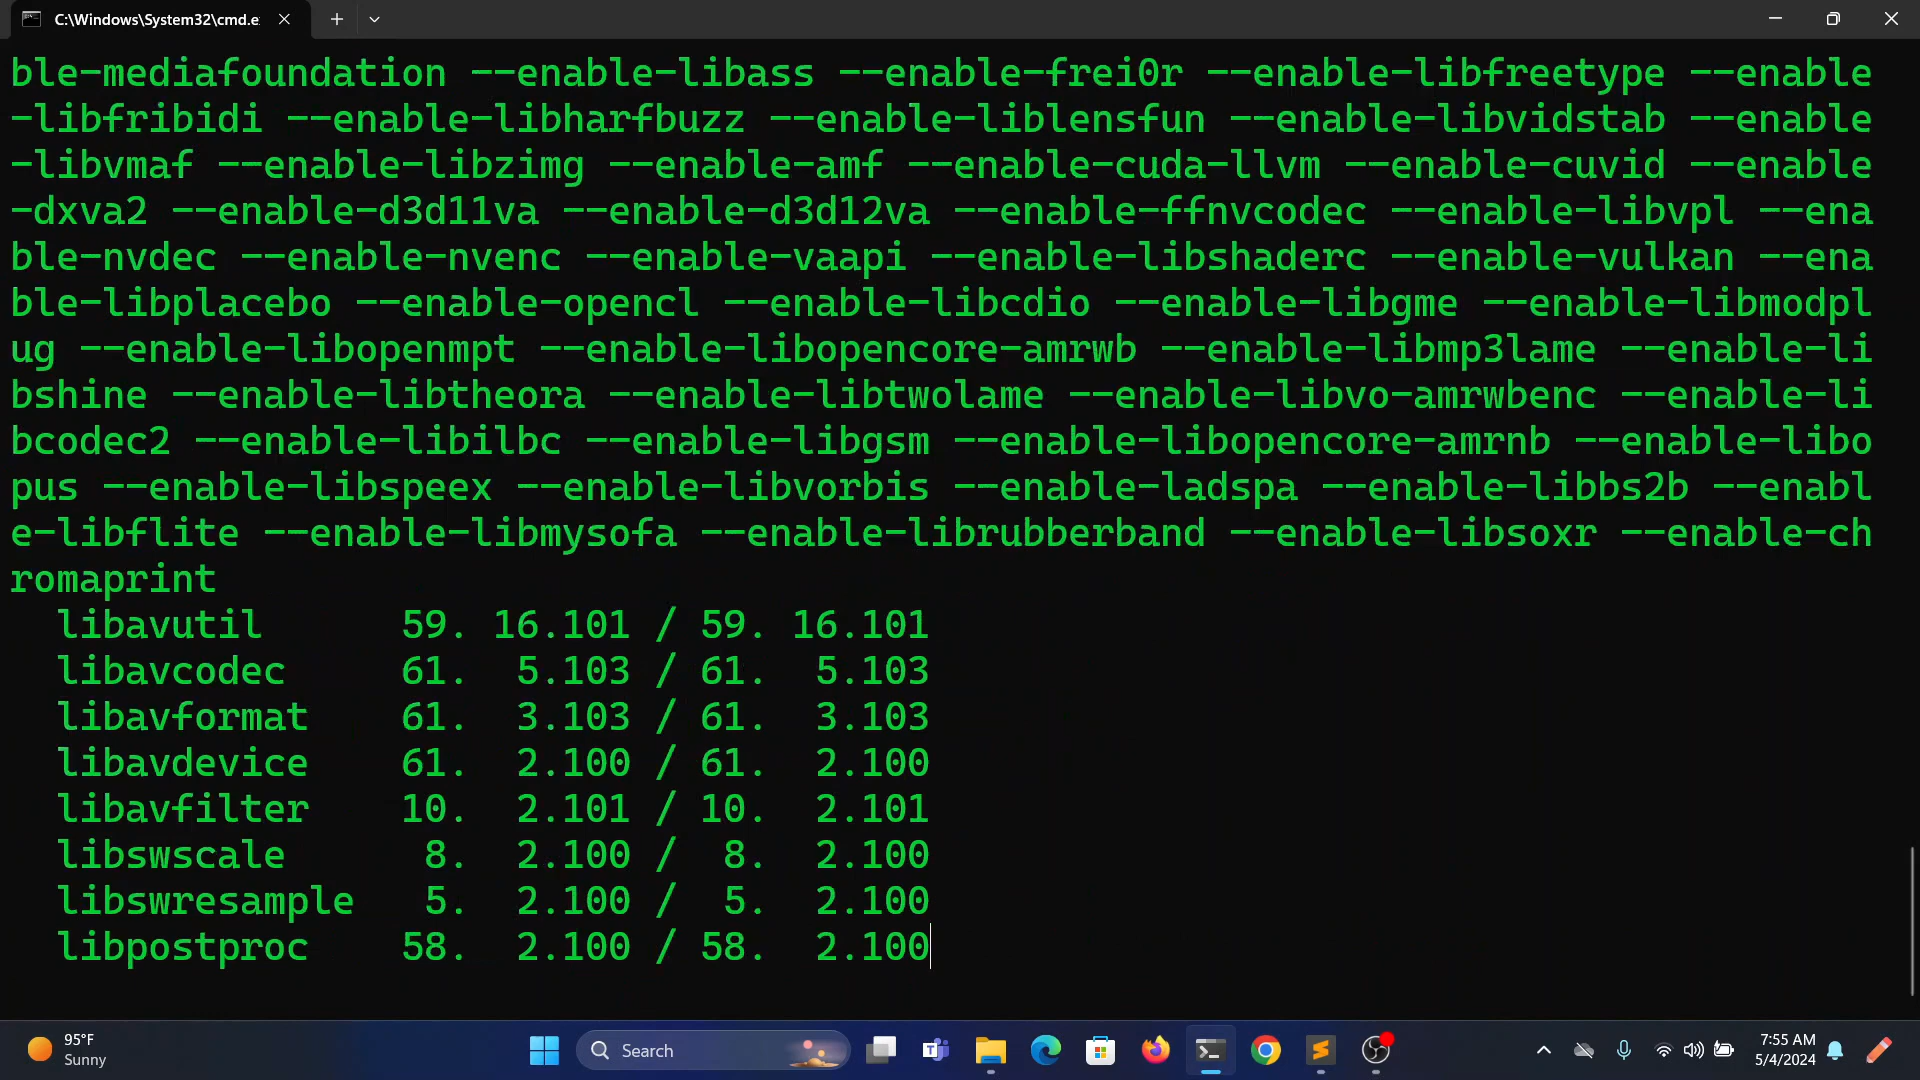 C:\Windows\System32\cmd.e
ble-mediafoundation --enable-libass --enable-frei0r --enable-libfreetype --enable
-libfribidi --enable-libharfbuzz --enable-liblensfun --enable-libvidstab --enable
-libvmaf --enable-libzimg --enable-amf --enable-cuda-llvm --enable-cuvid --enable
-dxva2 --enable-d3d11va --enable-d3d12va --enable-ffnvcodec --enable-libvpl --ena
ble-nvdec --enable-nvenc --enable-vaapi --enable-libshaderc --enable-vulkan --ena
ble-libplacebo --enable-opencl --enable-libcdio --enable-libgme --enable-libmodpl
ug --enable-libopenmpt --enable-libopencore-amrwb --enable-libmp3lame --enable-li
bshine --enable-libtheora --enable-libtwolame --enable-libvo-amrwbenc --enable-li
bcodec2 --enable-libilbc --enable-libgsm --enable-libopencore-amrnb --enable-libo
pus --enable-libspeex --enable-libvorbis --enable-ladspa --enable-libbs2b --enabl
e-libflite --enable-libmysofa --enable-librubberband --enable-libsoxr --enable-ch
romaprint
libavutil 59. 16.101 / 59. 16.101
libavcodec 61. 5.103 / 61. 5.103
libavformat 61. 3.103 / 61. 3.103
libavdevice 61. 2.100 / 61. 2.100
libavfilter 10. 2.101 / 10. 2.101
libswscale 8. 2.100 / 8. 2.100
libswresample 5. 2.100 / 5. 2.100
libpostproc 58. 2.100 / 58. 2.100
95°F
Sunny
Search
7:55 AM
5/4/2024